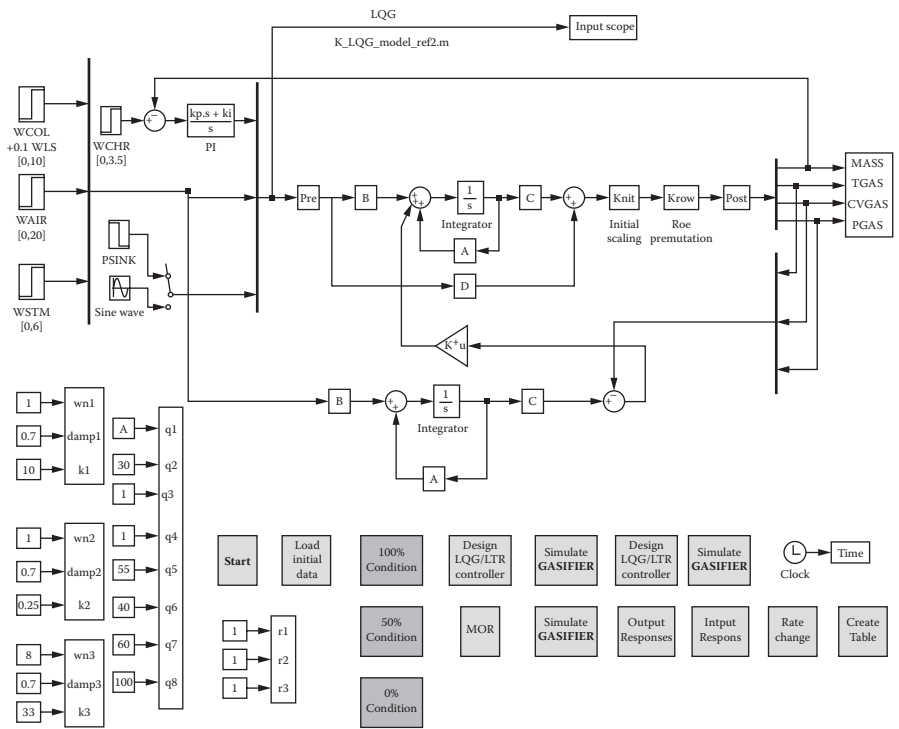 LQG
K_LQG_model_ref2.m
Input scope
WCOL
+0.1 WLS
[0,10]
WCHR
[0,3.5]
+
−
kp.s + ki
s
PI
WAIR
[0,20]
PSINK
Sine wave
WSTM
[0,6]
Pre
B
+
+
+
1
s
Integrator
A
C
D
+
+
Knit
Initial
scaling
Krow
Roe
premutation
Post
MASS
TGAS
CVGAS
PGAS
K*u
B
+
+
1
s
Integrator
A
C
+
−
1
wn1
0.7
damp1
10
k1
1
wn2
0.7
damp2
0.25
k2
8
wn3
0.7
damp3
33
k3
A
q1
30
q2
1
q3
1
q4
55
q5
40
q6
60
q7
100
q8
Start
Load
initial
data
100%
Condition
Design
LQG/LTR
controller
Simulate
GASIFIER
Design
LQG/LTR
controller
Simulate
GASIFIER
Clock
Time
1
r1
1
r2
1
r3
50%
Condition
MOR
Simulate
GASIFIER
Output
Responses
Intput
Respons
Rate
change
Create
Table
0%
Condition